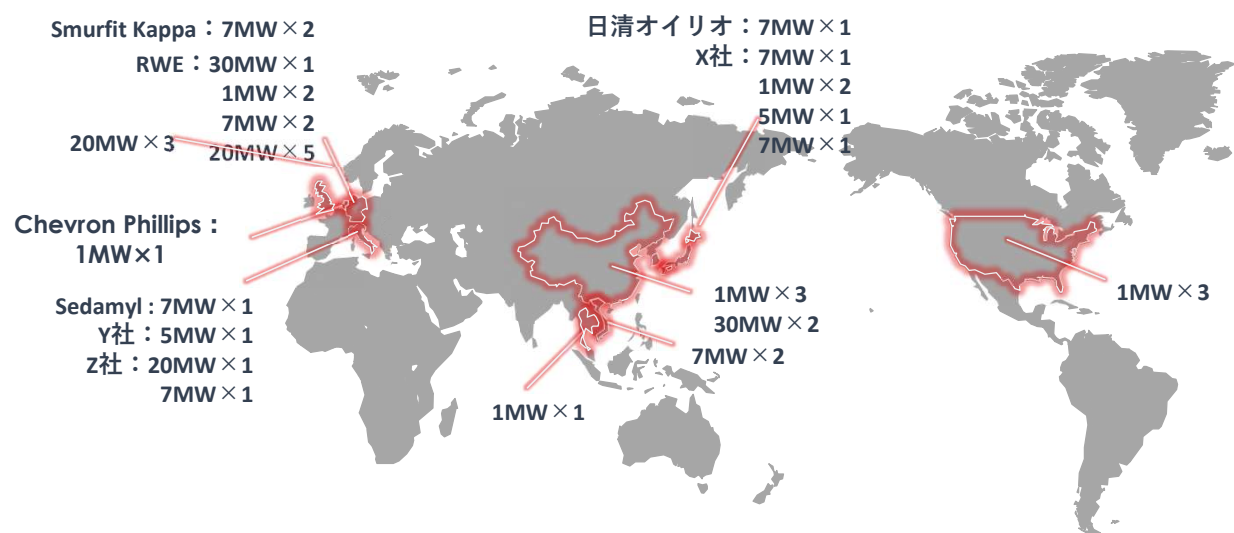 Smurfit Kappa：7MW×2
RWE：30MW×1
1MW×2
7MW×2
20MW×5
20MW×3
Chevron Phillips：
1MW×1
Sedamyl : 7MW×1
Y社：5MW×1
Z社：20MW×1
7MW×1
日清オイリオ：7MW×1
X社：7MW×1
1MW×2
5MW×1
7MW×1
1MW×3
30MW×2
7MW×2
1MW×1
1MW×3